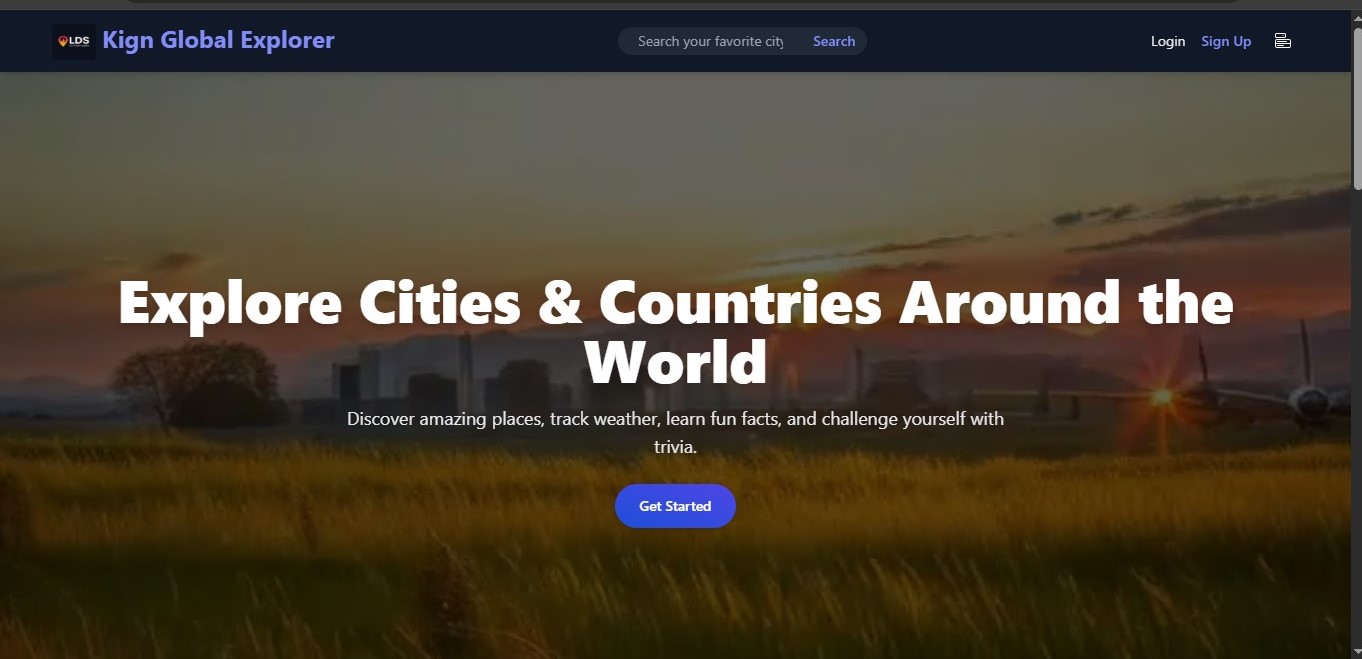 LDS
Kign Global Explorer
Search your favorite city
Search
Login
Sign Up
Explore Cities & Countries Around the
World
Discover amazing places, track weather, learn fun facts, and challenge yourself with
trivia.
Get Started